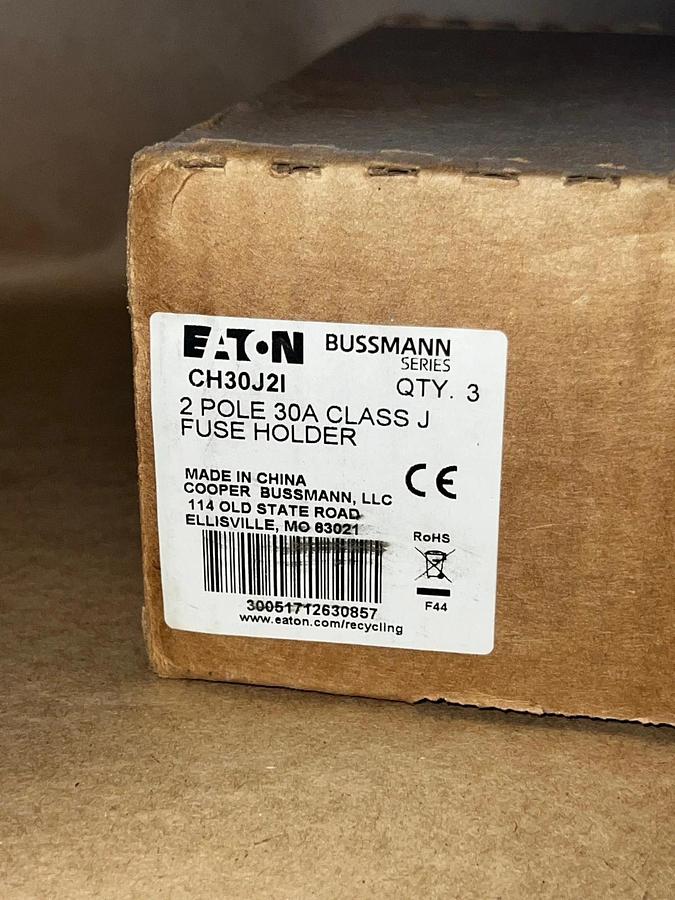 EATON BUSSMANN
SERIES
CH30J2I QTY. 3
2 POLE 30A CLASS J
FUSE HOLDER
MADE IN CHINA
COOPER BUSSMANN, LLC
114 OLD STATE ROAD
ELLISVILLE, MO 63021
CE
RoHS
30051712630857
F44
www.eaton.com/recycling